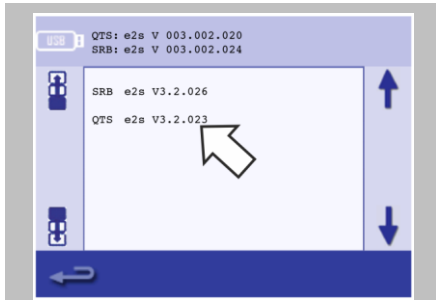 USB
QTS: e2s V 003.002.020
SRB: e2s V 003.002.024
SRB e2s V3.2.026
QTS e2s V3.2.023